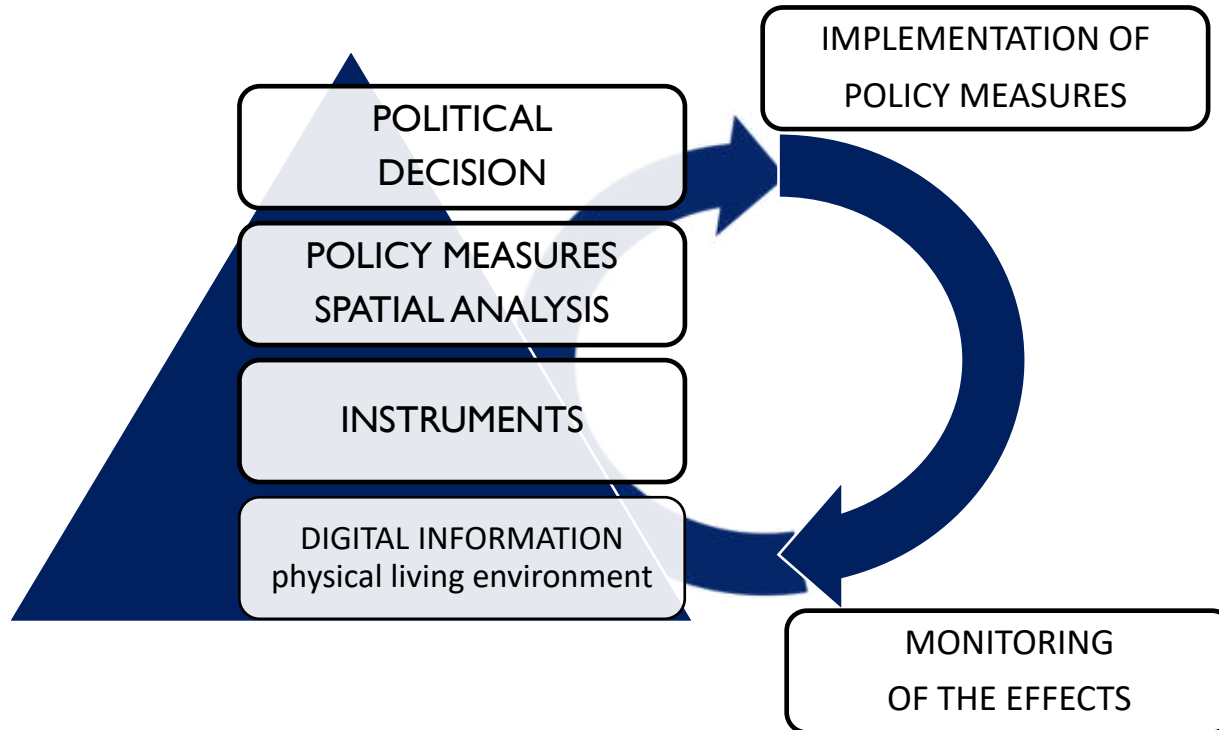 IMPLEMENTATION OF
POLICY MEASURES
POLITICAL
DECISION
POLICY MEASURES
SPATIAL ANALYSIS
INSTRUMENTS
DIGITAL INFORMATION
physical living environment
MONITORING
OF THE EFFECTS